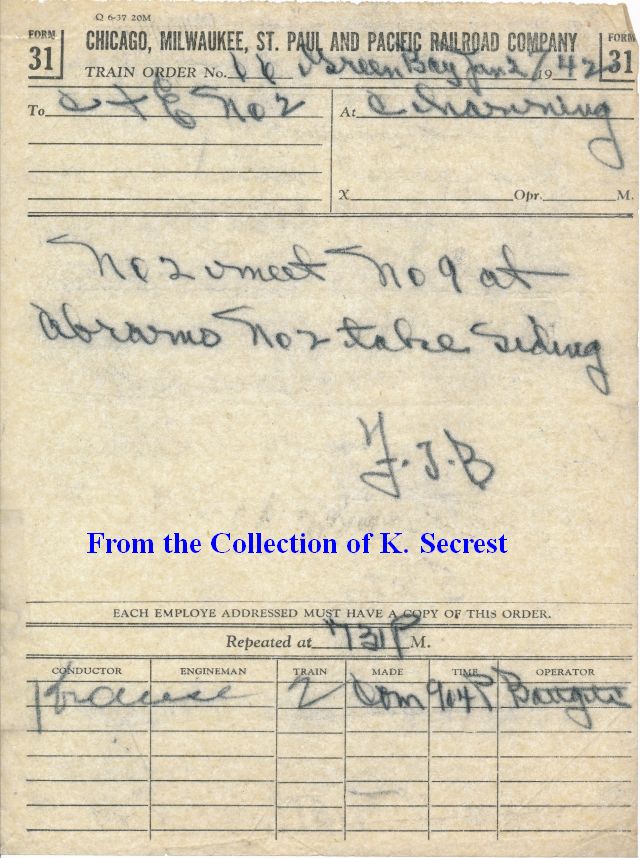 Q 6-37 20M
FORM 31 CHICAGO, MILWAUKEE, ST. PAUL AND PACIFIC RAILROAD COMPANY FORM 31
TRAIN ORDER No. 66 Green Bay Jan 2 1942
To C + E No 2 At Channing
X Opr. M.
No 2 meet No 9 at
Abrams No 2 take siding
F. J. B
From the Collection of K. Secrest
EACH EMPLOYE ADDRESSED MUST HAVE A COPY OF THIS ORDER.
Repeated at 731P M.
CONDUCTOR ENGINEMAN TRAIN MADE TIME OPERATOR
Krause 2 Com 904P